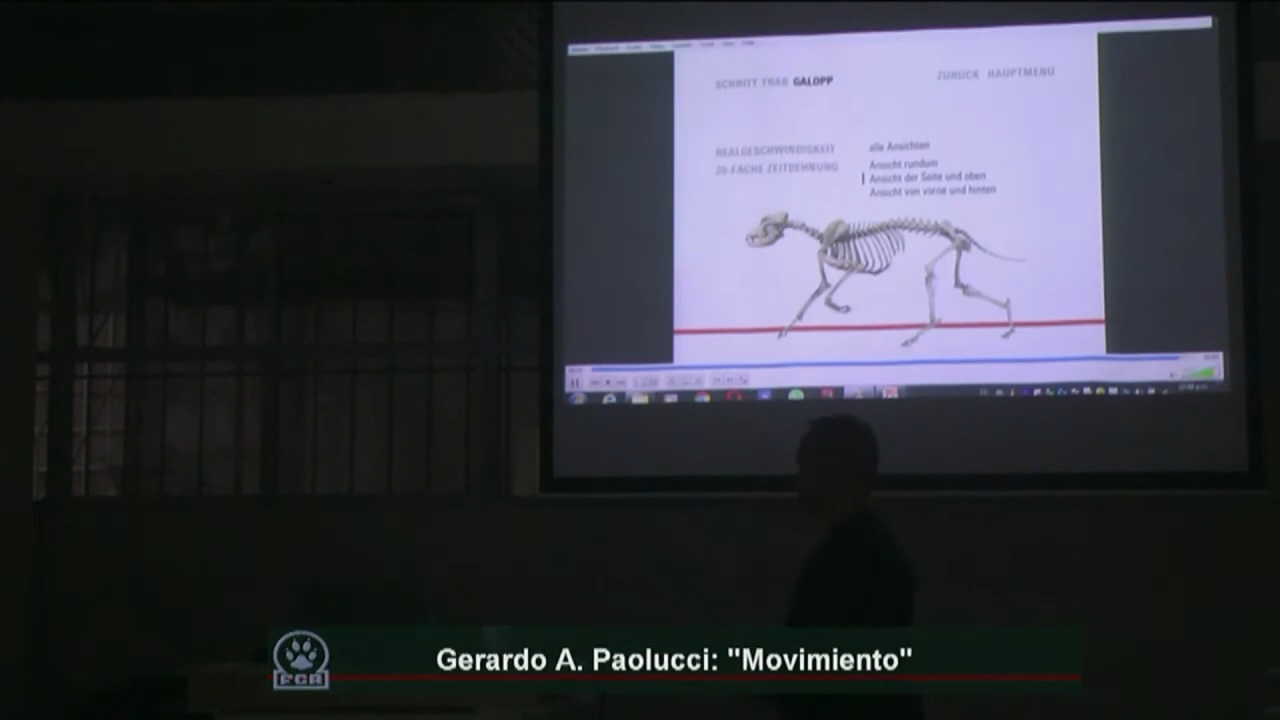 SCHRITT TRAB GALOPP
ZURÜCK HAUPTMENÜ
REALGESCHWINDIGKEIT
20-FACHE ZEITDEHNUNG
alle Ansichten
Ansicht rundum
Ansicht der Seite und oben
Ansicht von vorne und hinten
FCA
Gerardo A. Paolucci: "Movimiento"